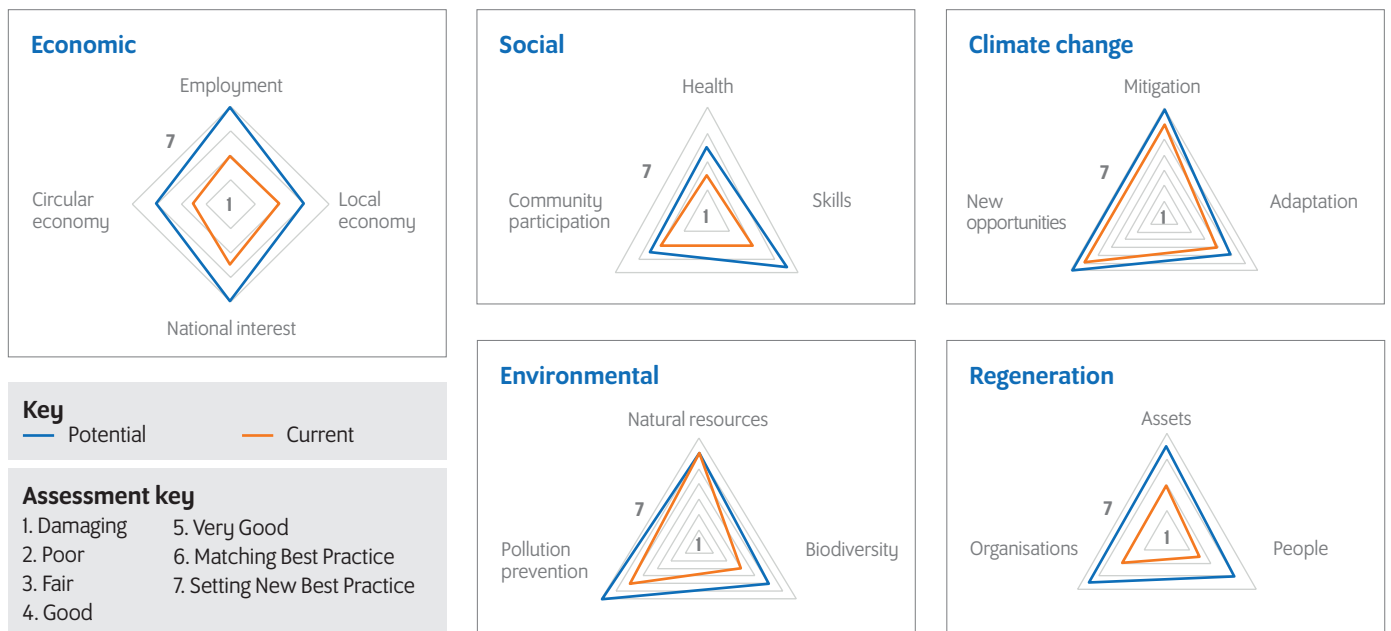 Economic
Employment
7
Circular
economy
1
Local
economy
National interest
Social
Health
7
Community
participation
1
Skills
Climate change
Mitigation
7
New
opportunities
1
Adaptation
Key
Potential
Current
Assessment key
1. Damaging
2. Poor
3. Fair
4. Good
5. Very Good
6. Matching Best Practice
7. Setting New Best Practice
Environmental
Natural resources
7
Pollution
prevention
1
Biodiversity
Regeneration
Assets
7
Organisations
1
People